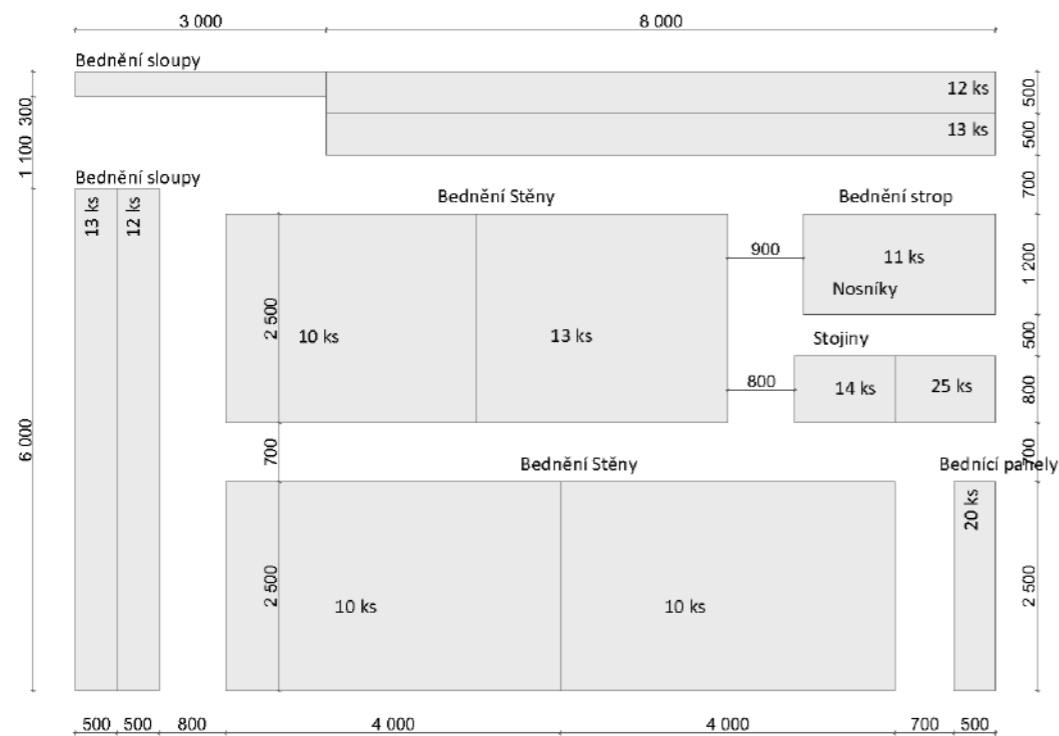 3 000
8 000
Bednění sloupy
12 ks
500
300
13 ks
500
1 100
700
Bednění sloupy
13 ks
12 ks
Bednění Stěny
Bednění strop
900
11 ks
1 200
Nosníky
2 500
10 ks
13 ks
500
Stojiny
800
14 ks
25 ks
800
6 000
700
700
Bednění Stěny
Bednící panely
20 ks
2 500
10 ks
10 ks
2 500
500
500
800
4 000
4 000
700
500